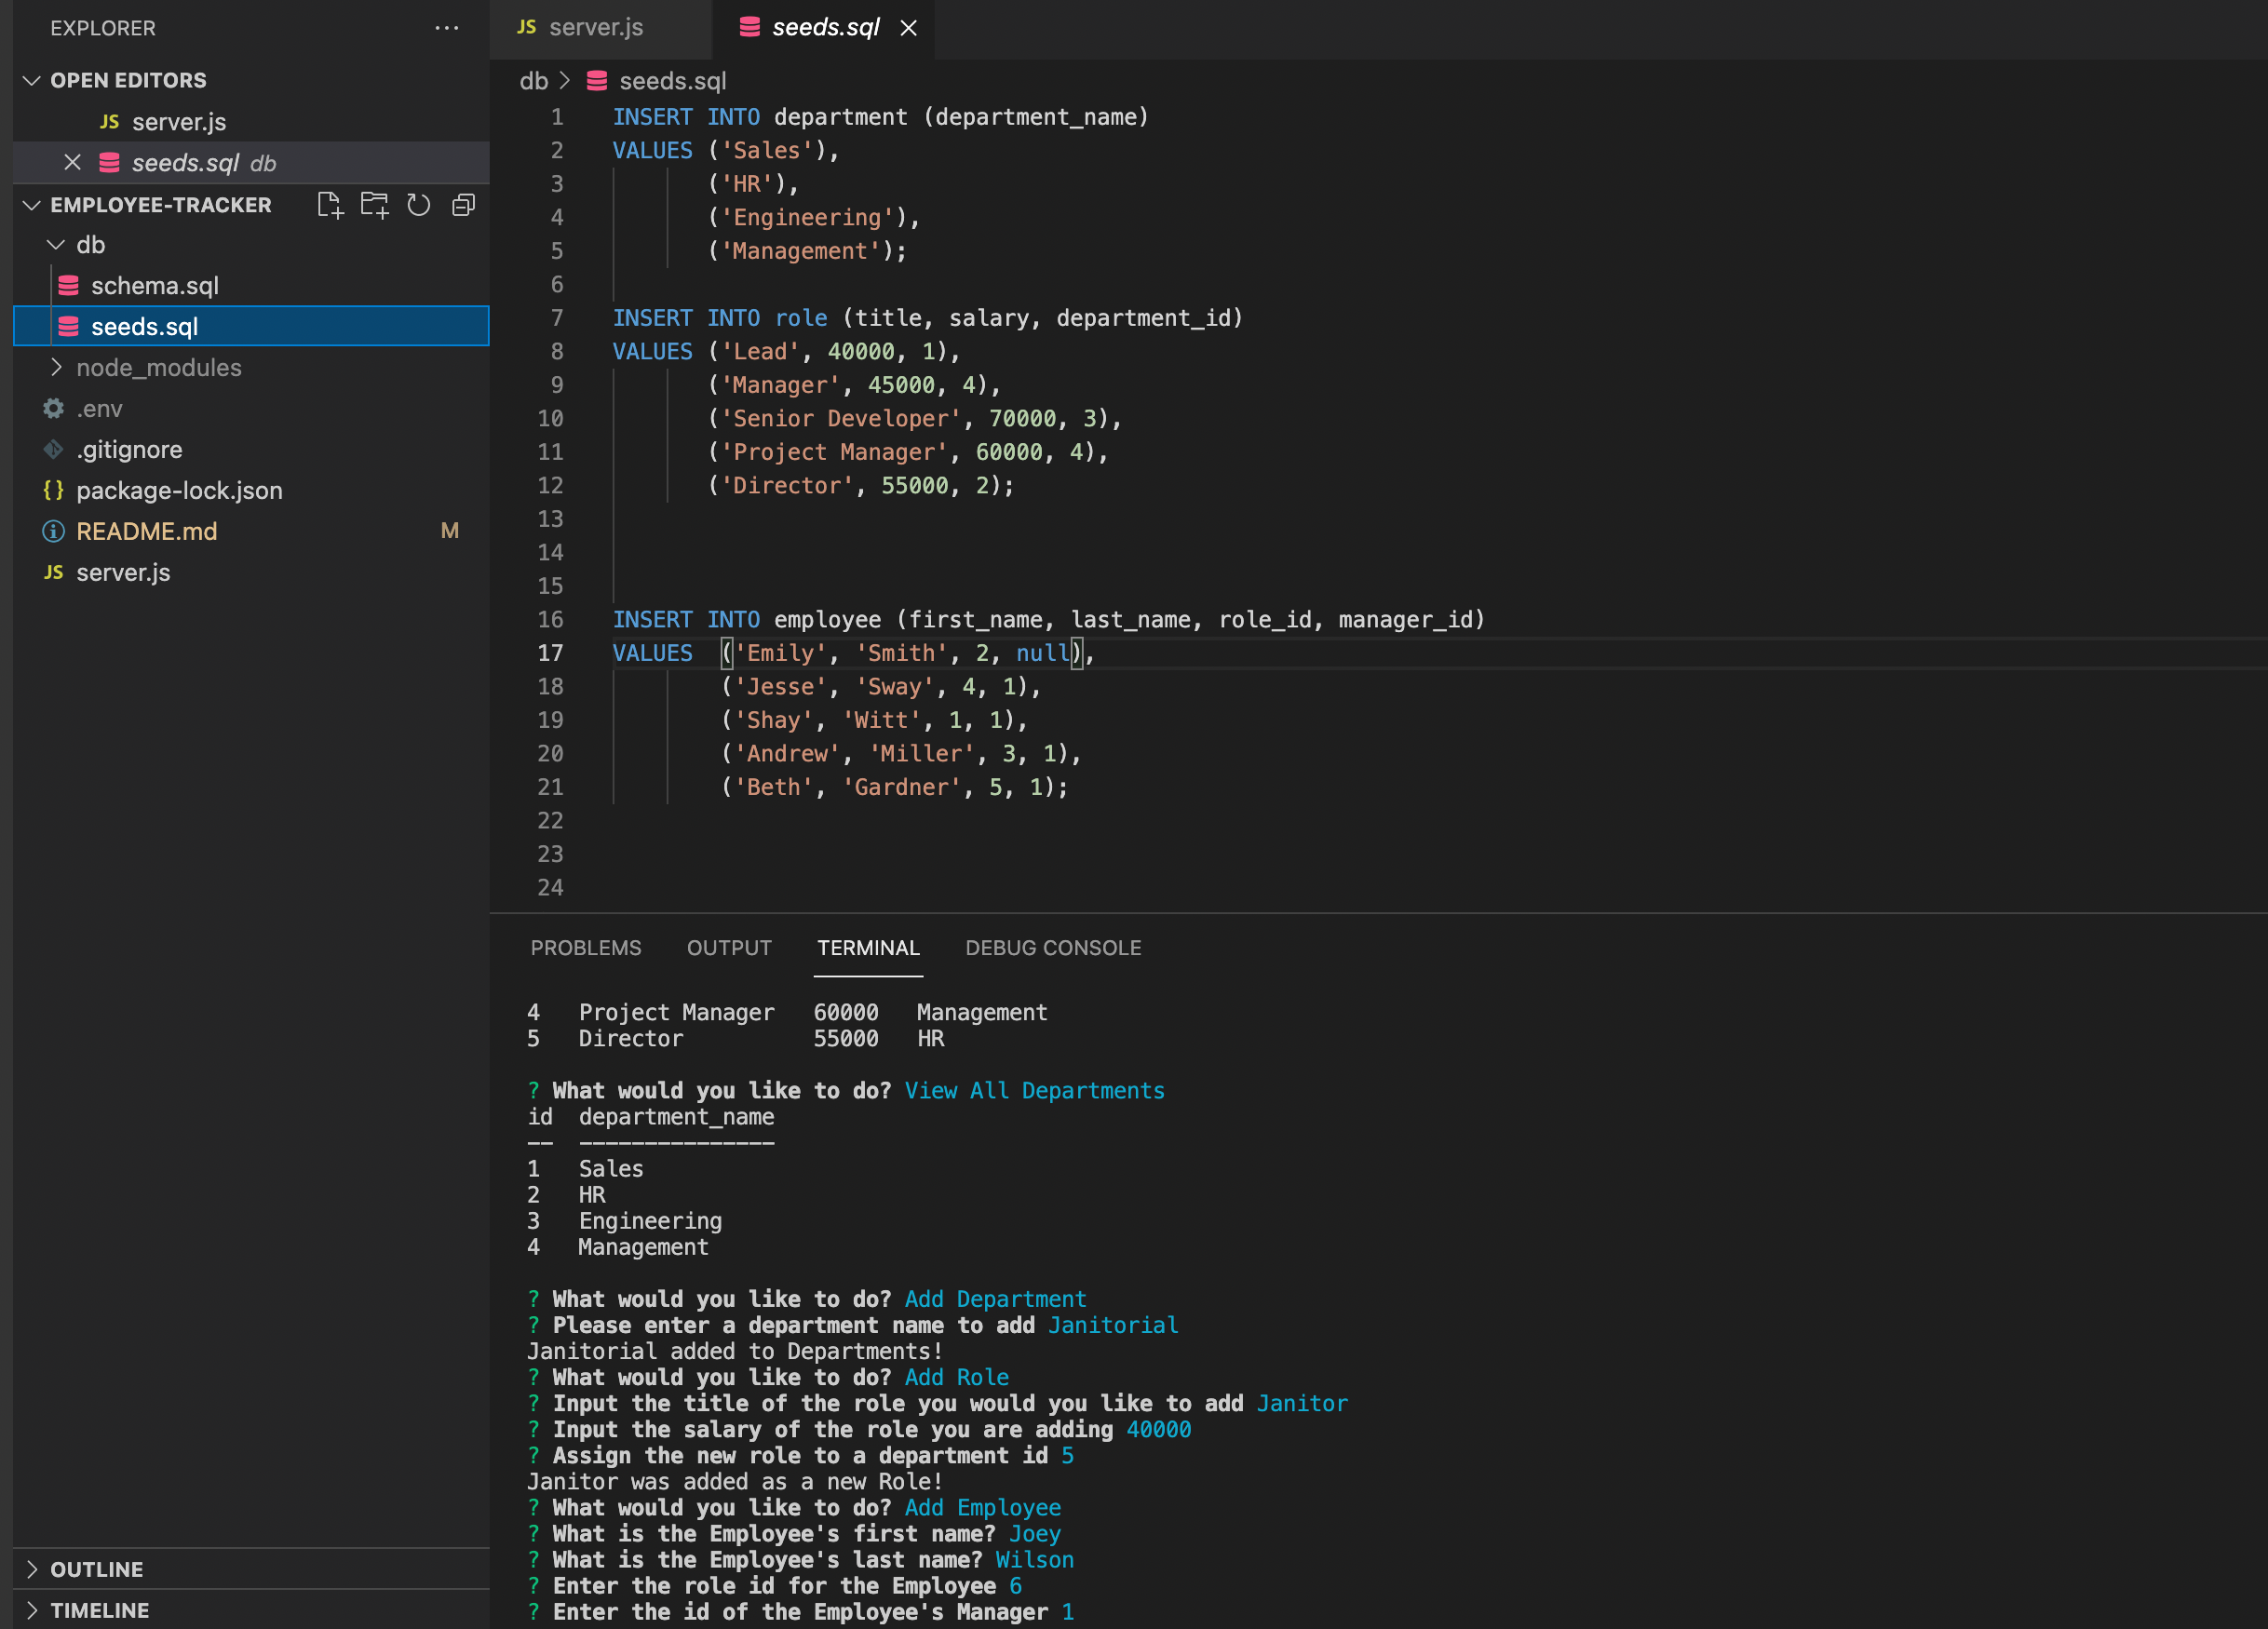 EXPLORER ...
OPEN EDITORS
JS server.js
seeds.sql db
EMPLOYEE-TRACKER
db
schema.sql
seeds.sql
node_modules
.env
.gitignore
{} package-lock.json
README.md M
JS server.js
OUTLINE
TIMELINE
JS server.js seeds.sql
db > seeds.sql
1 INSERT INTO department (department_name)
2 VALUES ('Sales'),
3 ('HR'),
4 ('Engineering'),
5 ('Management');
6
7 INSERT INTO role (title, salary, department_id)
8 VALUES ('Lead', 40000, 1),
9 ('Manager', 45000, 4),
10 ('Senior Developer', 70000, 3),
11 ('Project Manager', 60000, 4),
12 ('Director', 55000, 2);
13
14
15
16 INSERT INTO employee (first_name, last_name, role_id, manager_id)
17 VALUES ('Emily', 'Smith', 2, null),
18 ('Jesse', 'Sway', 4, 1),
19 ('Shay', 'Witt', 1, 1),
20 ('Andrew', 'Miller', 3, 1),
21 ('Beth', 'Gardner', 5, 1);
22
23
24
PROBLEMS OUTPUT TERMINAL DEBUG CONSOLE
4 Project Manager 60000 Management
5 Director 55000 HR
? What would you like to do? View All Departments
id department_name
-- ---------------
1 Sales
2 HR
3 Engineering
4 Management
? What would you like to do? Add Department
? Please enter a department name to add Janitorial
Janitorial added to Departments!
? What would you like to do? Add Role
? Input the title of the role you would you like to add Janitor
? Input the salary of the role you are adding 40000
? Assign the new role to a department id 5
Janitor was added as a new Role!
? What would you like to do? Add Employee
? What is the Employee's first name? Joey
? What is the Employee's last name? Wilson
? Enter the role id for the Employee 6
? Enter the id of the Employee's Manager 1